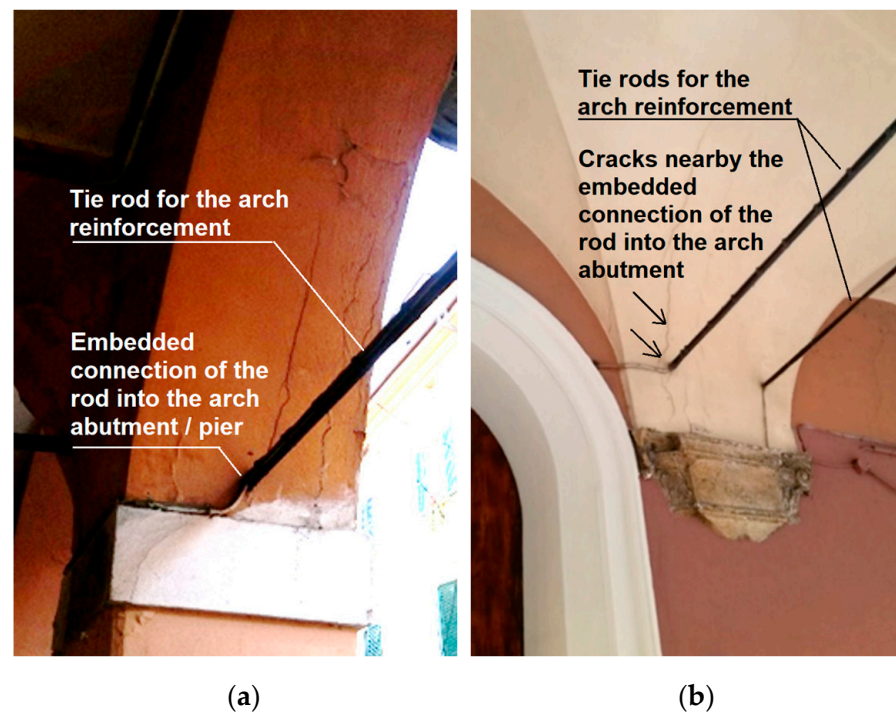 Tie rod for the arch
reinforcement
Embedded
connection of the
rod into the arch
abutment / pier
Tie rods for the
arch reinforcement
Cracks nearby the
embedded
connection of the
rod into the arch
abutment
(a)
(b)